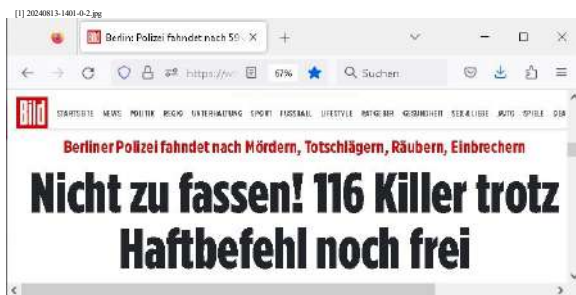 [1] 20240813-1401-0-2.jpg
Berlin: Polizei fahndet nach 59
67%
Suchen
Bild
STARTSEITE NEWS POLITIK REGIO UNTERHALTUNG SPORT FUSSBALL LIFESTYLE RATGEBER GESUNDHEIT SEX & LIEBE AUTO SPIELE
Berliner Polizei fahndet nach Mördern, Totschlägern, Räubern, Einbrechern
Nicht zu fassen! 116 Killer trotz
Haftbefehl noch frei